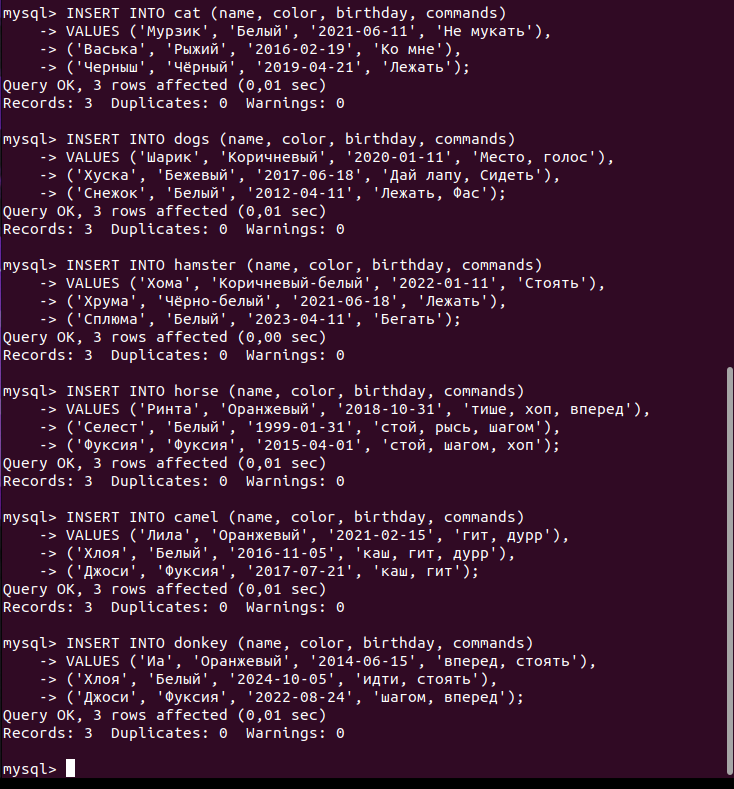 mysql> INSERT INTO cat (name, color, birthday, commands)
-> VALUES ('Мурзик', 'Белый', '2021-06-11', 'Не мукать'),
-> ('Васька', 'Рыжий', '2016-02-19', 'Ко мне'),
-> ('Черныш', 'Чёрный', '2019-04-21', 'Лежать');
Query OK, 3 rows affected (0,01 sec)
Records: 3  Duplicates: 0  Warnings: 0
mysql> INSERT INTO dogs (name, color, birthday, commands)
-> VALUES ('Шарик', 'Коричневый', '2020-01-11', 'Место, голос'),
-> ('Хуска', 'Бежевый', '2017-06-18', 'Дай лапу, Сидеть'),
-> ('Снежок', 'Белый', '2012-04-11', 'Лежать, Фас');
Query OK, 3 rows affected (0,01 sec)
Records: 3  Duplicates: 0  Warnings: 0
mysql> INSERT INTO hamster (name, color, birthday, commands)
-> VALUES ('Хома', 'Коричневый-белый', '2022-01-11', 'Стоять'),
-> ('Хрума', 'Чёрно-белый', '2021-06-18', 'Лежать'),
-> ('Сплюма', 'Белый', '2023-04-11', 'Бегать');
Query OK, 3 rows affected (0,00 sec)
Records: 3  Duplicates: 0  Warnings: 0
mysql> INSERT INTO horse (name, color, birthday, commands)
-> VALUES ('Ринта', 'Оранжевый', '2018-10-31', 'тише, хоп, вперед'),
-> ('Селест', 'Белый', '1999-01-31', 'стой, рысь, шагом'),
-> ('Фуксия', 'Фуксия', '2015-04-01', 'стой, шагом, хоп');
Query OK, 3 rows affected (0,01 sec)
Records: 3  Duplicates: 0  Warnings: 0
mysql> INSERT INTO camel (name, color, birthday, commands)
-> VALUES ('Лила', 'Оранжевый', '2021-02-15', 'гит, дурр'),
-> ('Хлоя', 'Белый', '2016-11-05', 'каш, гит, дурр'),
-> ('Джоси', 'Фуксия', '2017-07-21', 'каш, гит');
Query OK, 3 rows affected (0,01 sec)
Records: 3  Duplicates: 0  Warnings: 0
mysql> INSERT INTO donkey (name, color, birthday, commands)
-> VALUES ('Иа', 'Оранжевый', '2014-06-15', 'вперед, стоять'),
-> ('Хлоя', 'Белый', '2024-10-05', 'идти, стоять'),
-> ('Джоси', 'Фуксия', '2022-08-24', 'шагом, вперед');
Query OK, 3 rows affected (0,01 sec)
Records: 3  Duplicates: 0  Warnings: 0
mysql>